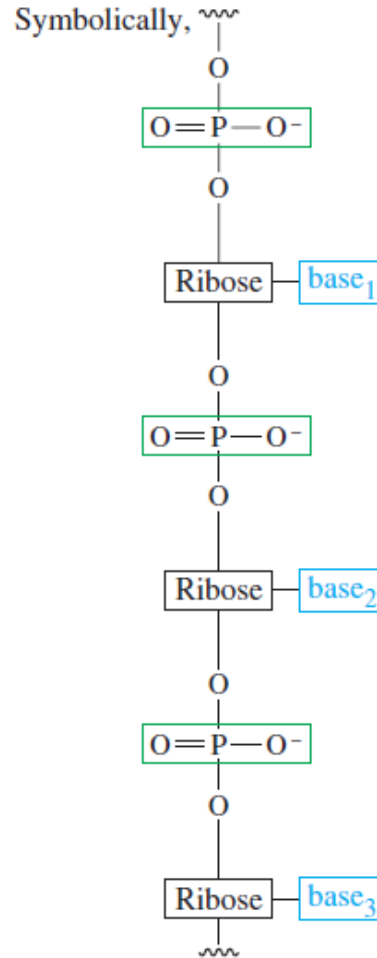 Symbolically,
O
O=P—O⁻
O
Ribose—base₁
O
O=P—O⁻
O
Ribose—base₂
O
O=P—O⁻
O
Ribose—base₃